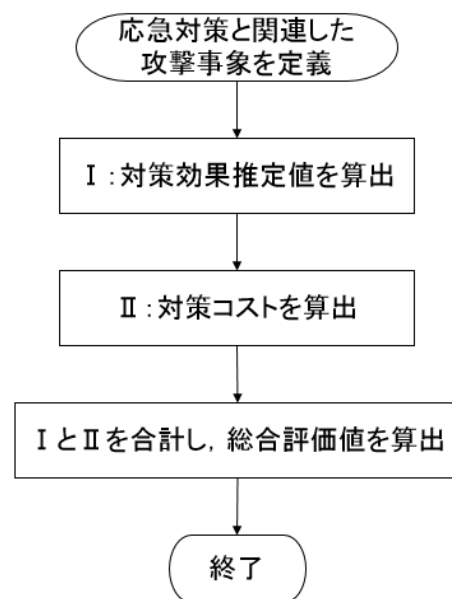 応急対策と関連した
攻撃事象を定義
Ⅰ：対策効果推定値を算出
Ⅱ：対策コストを算出
ⅠとⅡを合計し，総合評価値を算出
終了